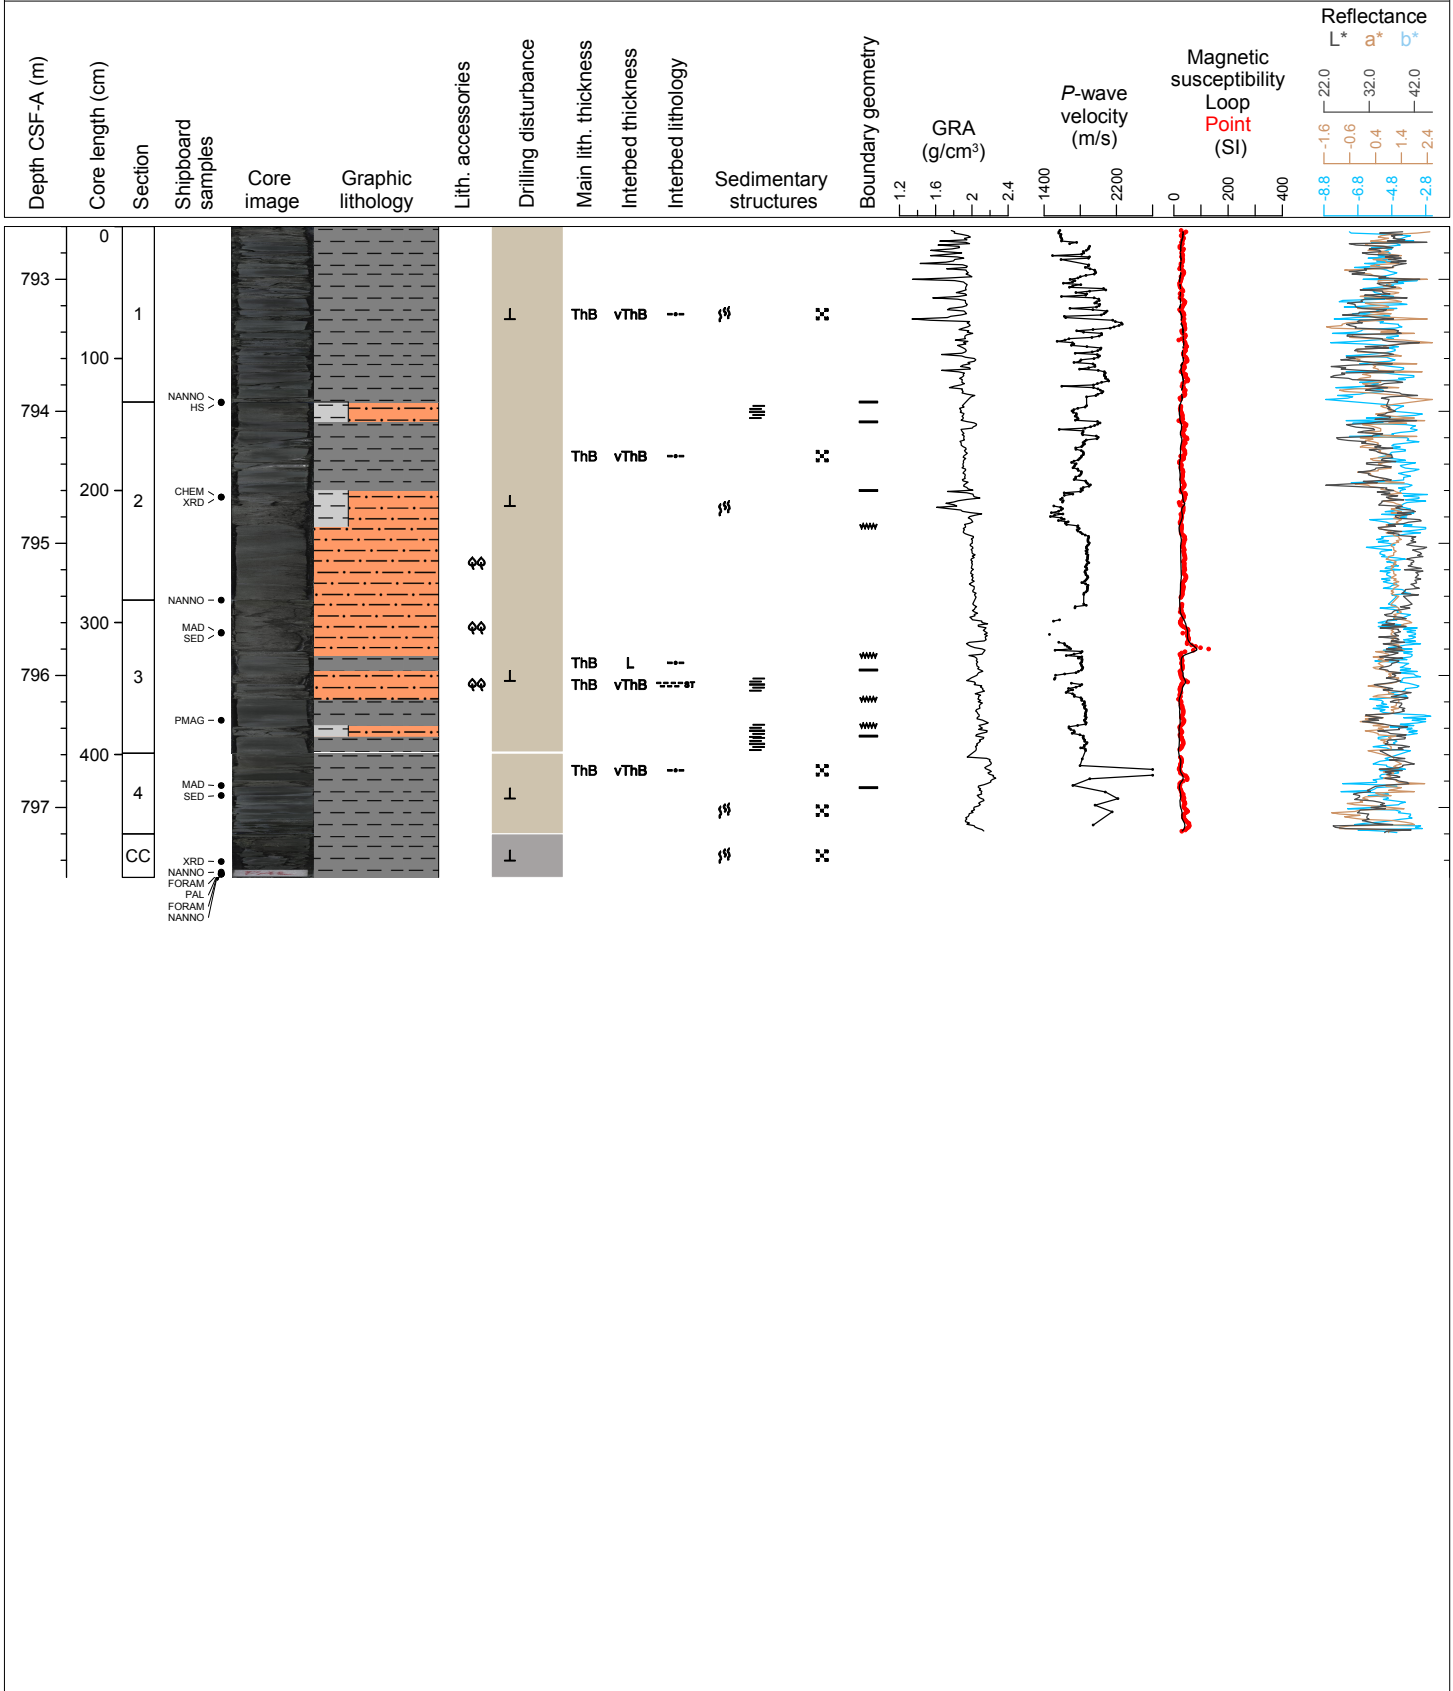 Depth CSF-A (m)
Core length (cm)
Section
Shipboard
samples
Core
image
Graphic
lithology
Lith. accessories
Drilling disturbance
Main lith. thickness
Interbed thickness
Interbed lithology
Sedimentary
structures
Boundary geometry
GRA
(g/cm³)
1.2
1.6
2
2.4
P-wave
velocity
(m/s)
1400
2200
Magnetic
susceptibility
Loop
Point
(SI)
0
200
400
Reflectance
L* a* b*
22.0
32.0
42.0
-1.6
-0.6
0.4
1.4
2.4
-8.8
-6.8
-4.8
-2.8
0
793
1
ThB vThB
100
NANNO
HS
794
ThB vThB
CHEM
XRD
200
2
795
NANNO
300
MAD
SED
ThB L
796
3
ThB vThB
PMAG
400
ThB vThB
MAD
SED
4
797
CC
XRD
NANNO
FORAM
PAL
FORAM
NANNO